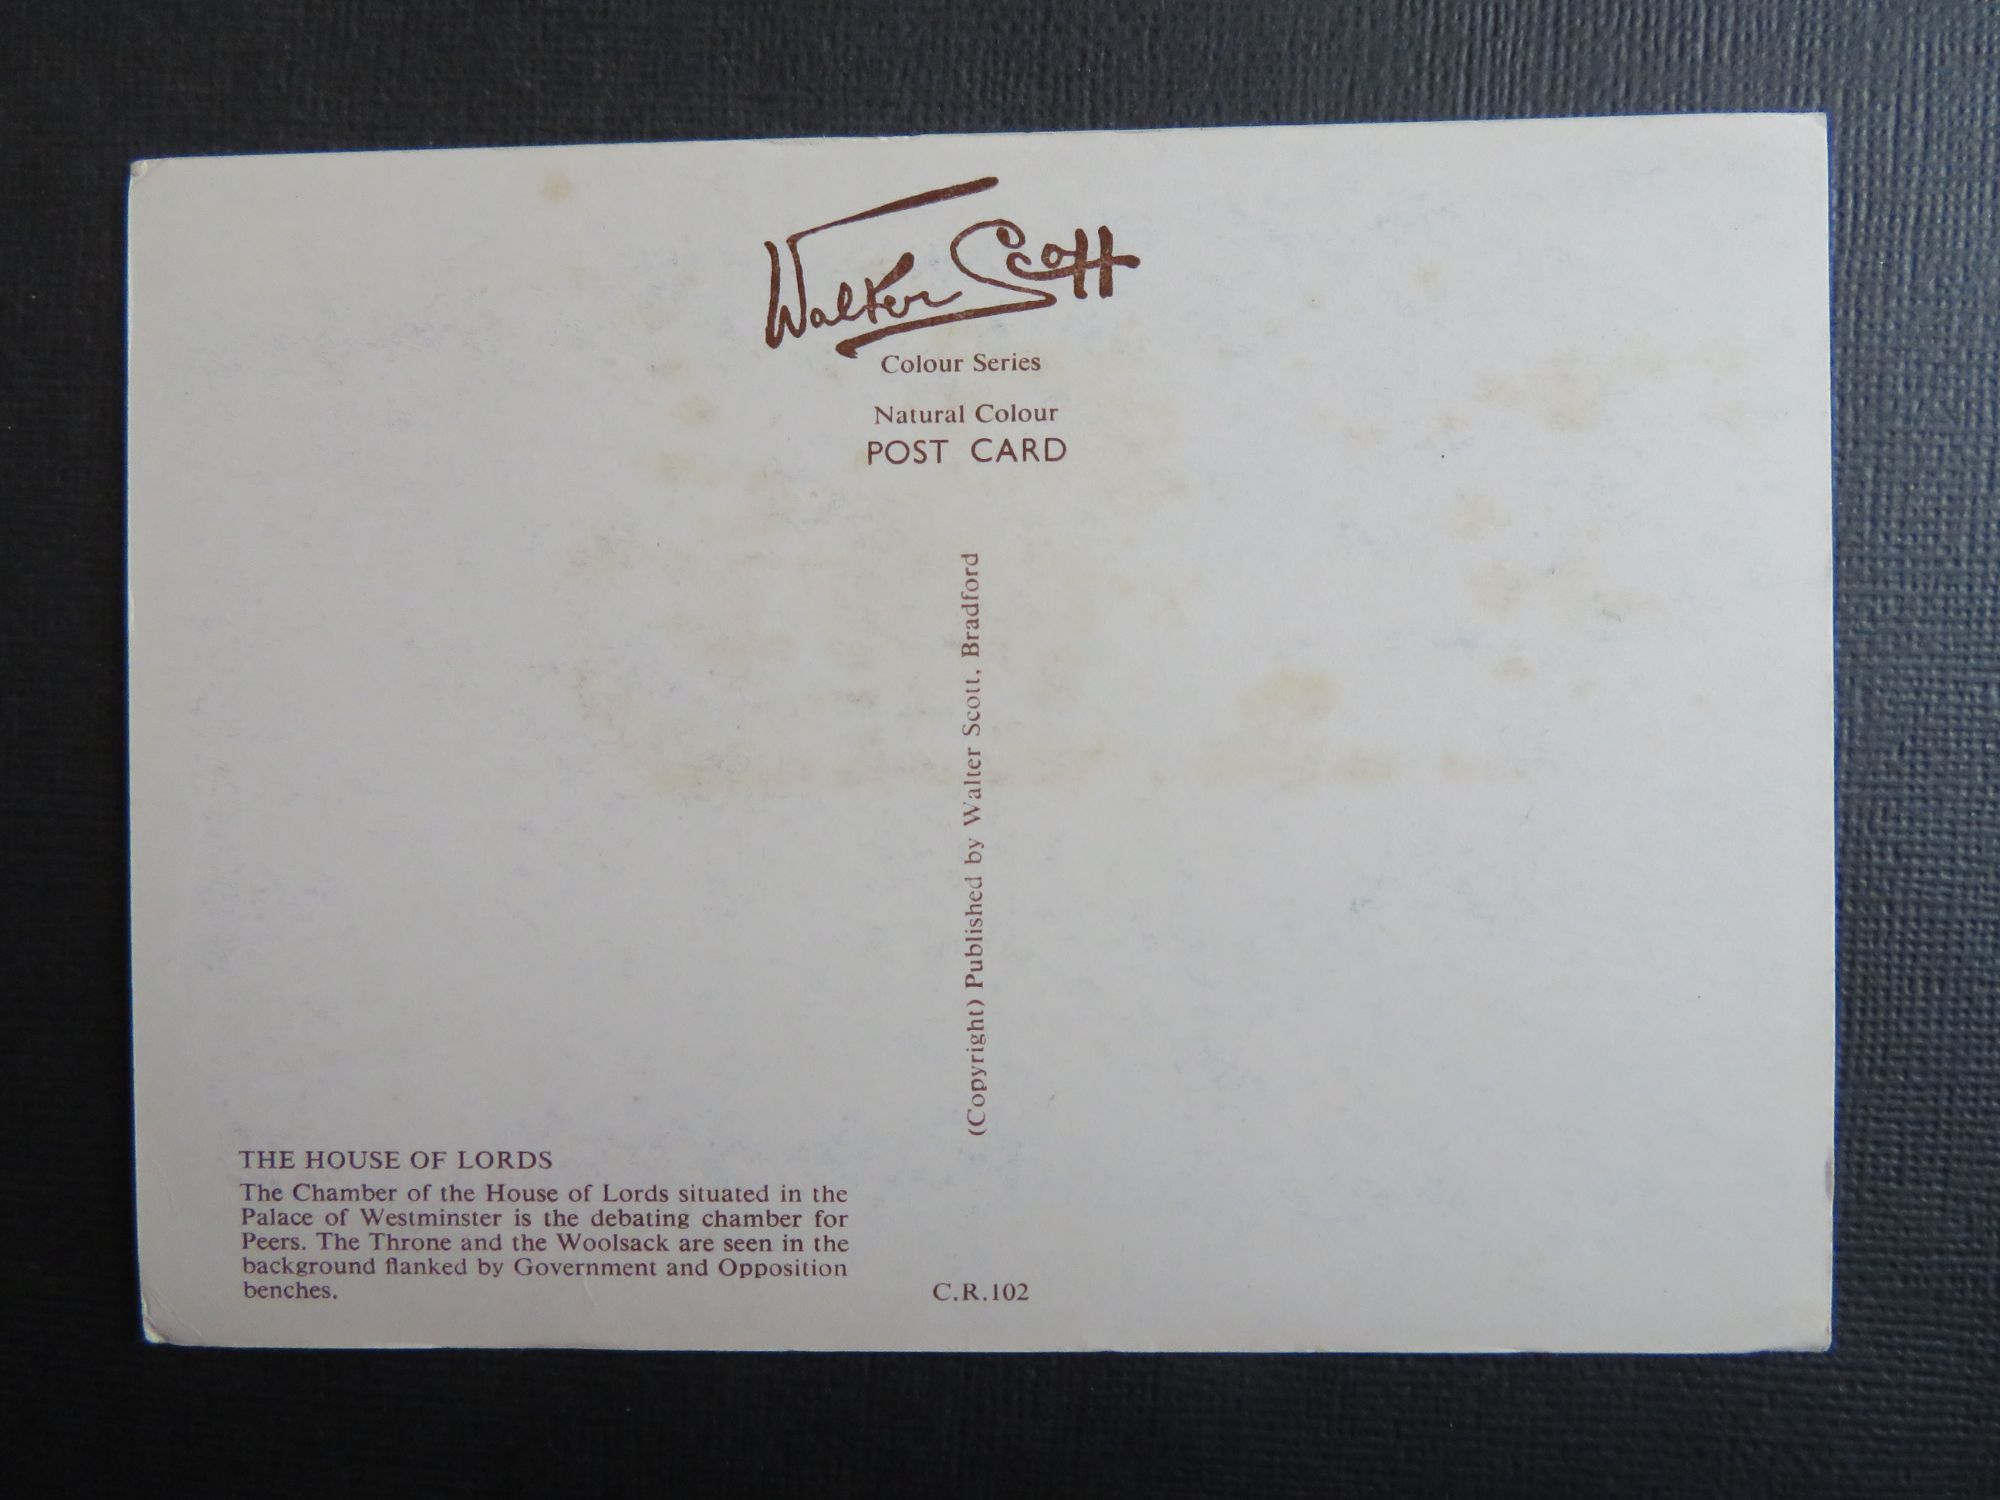 Walter Scott
Colour Series
Natural Colour
POST CARD
(Copyright) Published by Walter Scott, Bradford
THE HOUSE OF LORDS
The Chamber of the House of Lords situated in the
Palace of Westminster is the debating chamber for
Peers. The Throne and the Woolsack are seen in the
background flanked by Government and Opposition
benches.
C.R.102